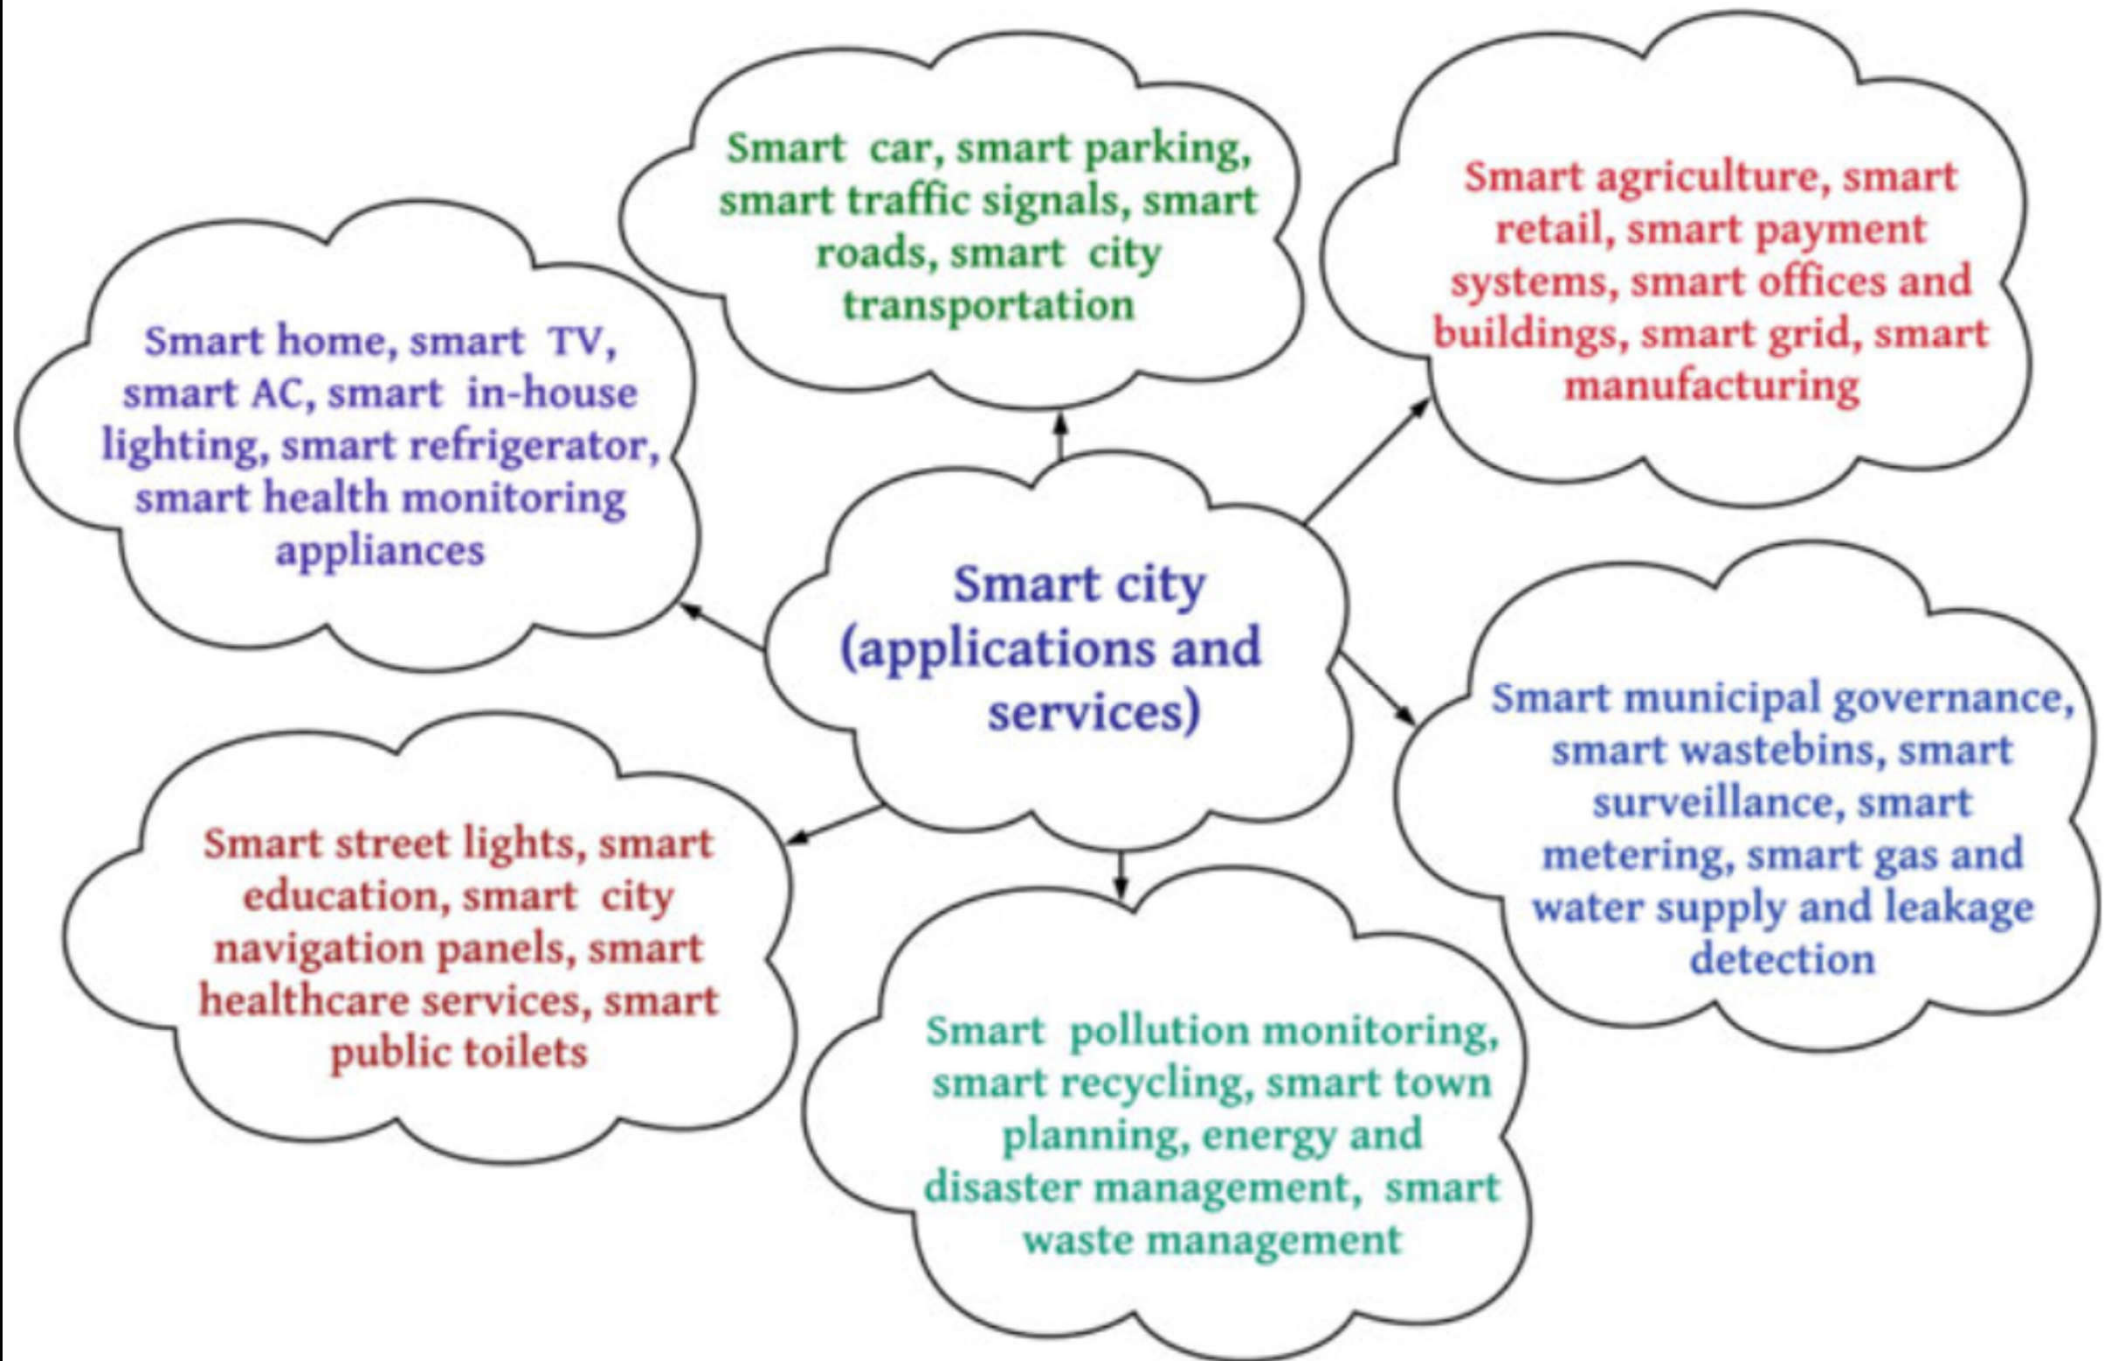 Smart car, smart parking,
smart traffic signals, smart
roads, smart city
transportation
Smart agriculture, smart
retail, smart payment
systems, smart offices and
buildings, smart grid, smart
manufacturing
Smart home, smart TV,
smart AC, smart in-house
lighting, smart refrigerator,
smart health monitoring
appliances
Smart city
(applications and
services)
Smart municipal governance,
smart wastebins, smart
surveillance, smart
metering, smart gas and
water supply and leakage
detection
Smart street lights, smart
education, smart city
navigation panels, smart
healthcare services, smart
public toilets
Smart pollution monitoring,
smart recycling, smart town
planning, energy and
disaster management, smart
waste management